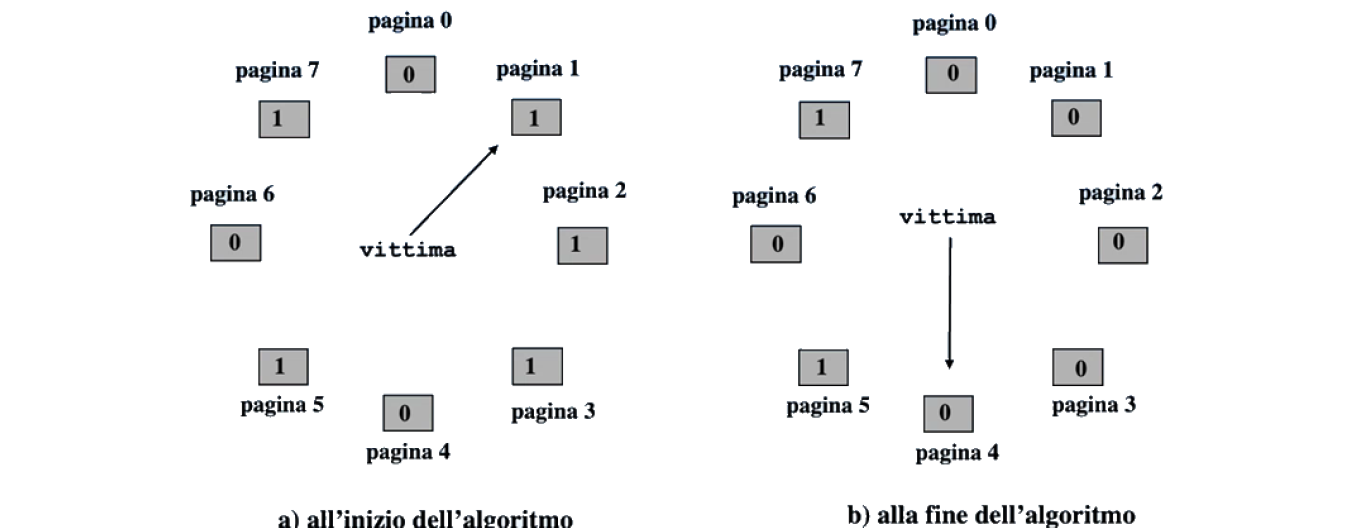 pagina 0
pagina 7
0
pagina 1
1
1
pagina 6
pagina 2
0
vittima
1
1
1
pagina 5
0
pagina 3
pagina 4
a) all'inizio dell'algoritmo
pagina 0
pagina 7
0
pagina 1
1
0
pagina 6
vittima
pagina 2
0
0
1
0
pagina 5
0
pagina 3
pagina 4
b) alla fine dell'algoritmo